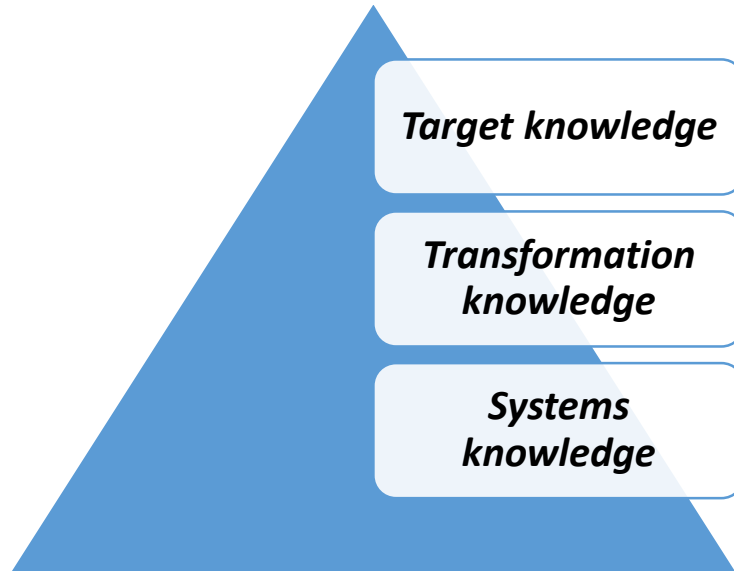 Target knowledge
Transformation
knowledge
Systems
knowledge